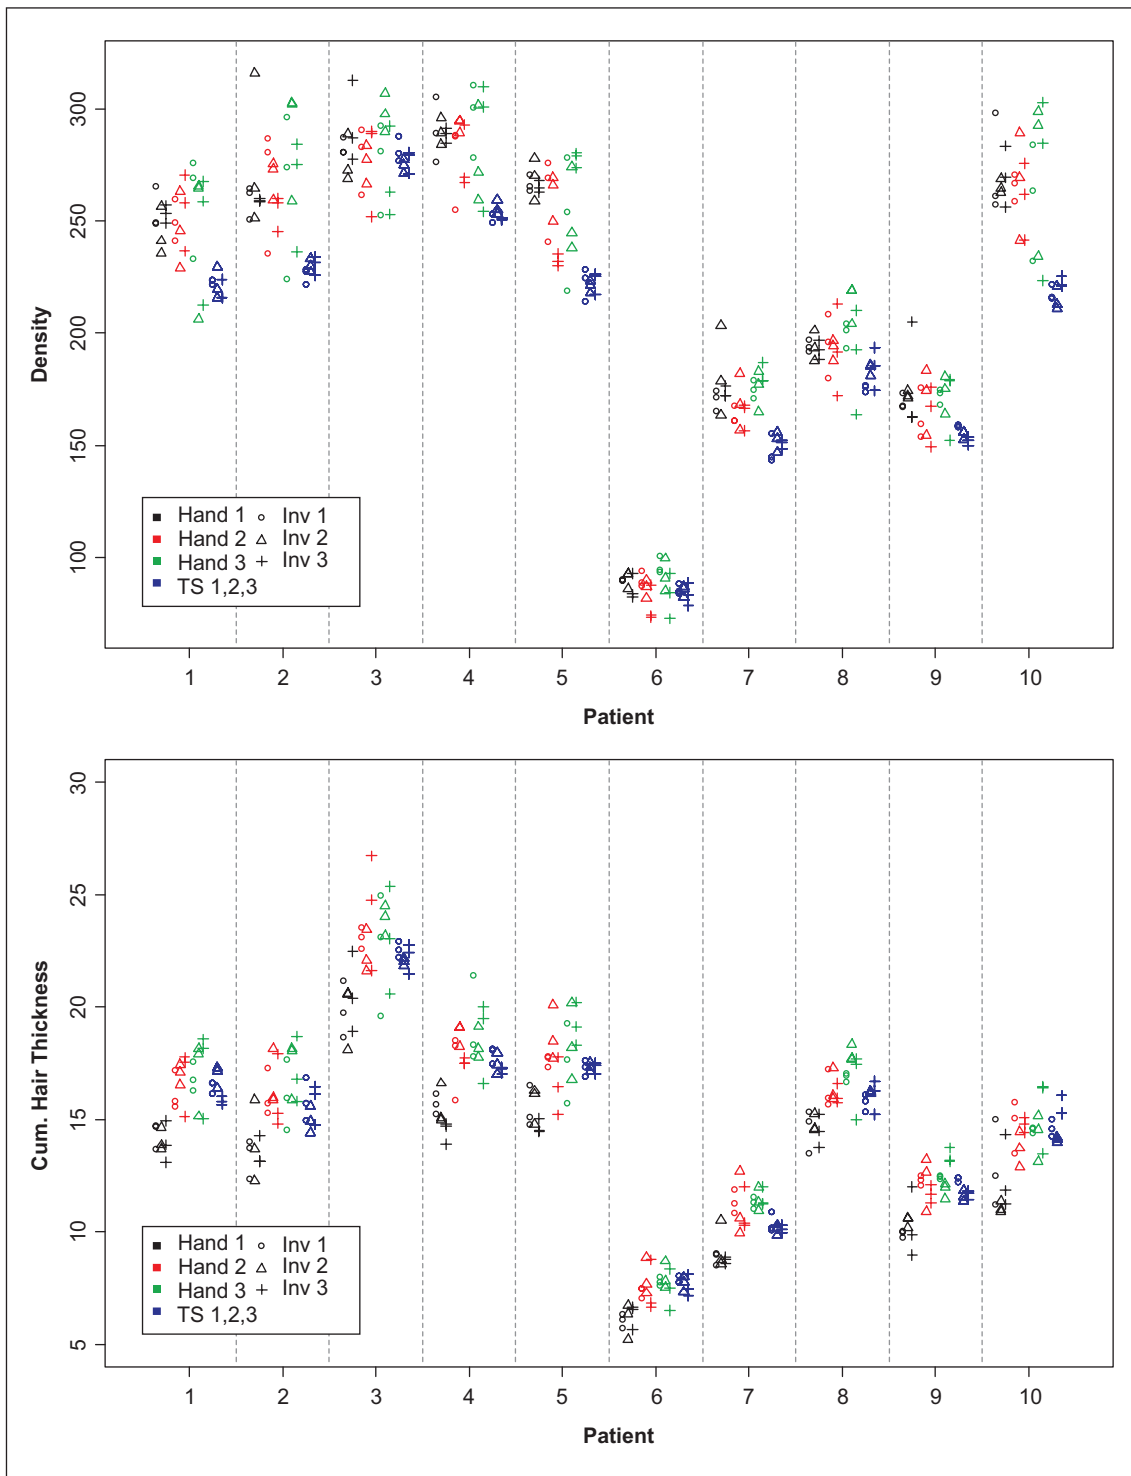 300
250
200
150
100
Density
Hand 1 Inv 1
Hand 2 Inv 2
Hand 3 Inv 3
TS 1,2,3
1 2 3 4 5 6 7 8 9 10
Patient
30
25
20
15
10
5
Cum. Hair Thickness
Hand 1 Inv 1
Hand 2 Inv 2
Hand 3 Inv 3
TS 1,2,3
1 2 3 4 5 6 7 8 9 10
Patient